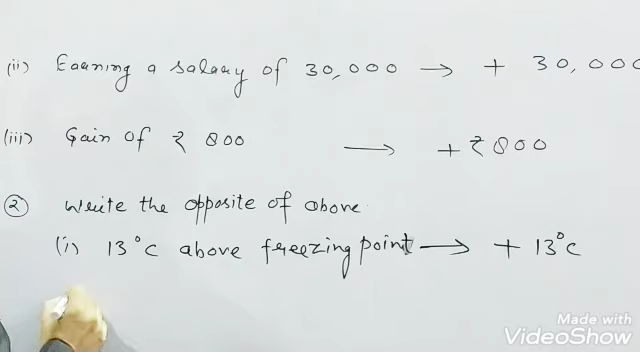 (ii) Earning a salary of 30,000 → + 30,000
(iii) Gain of ₹ 800 → + ₹800
② Write the opposite of above
(i) 13°C above freezing point → + 13°C
Made with
VideoShow